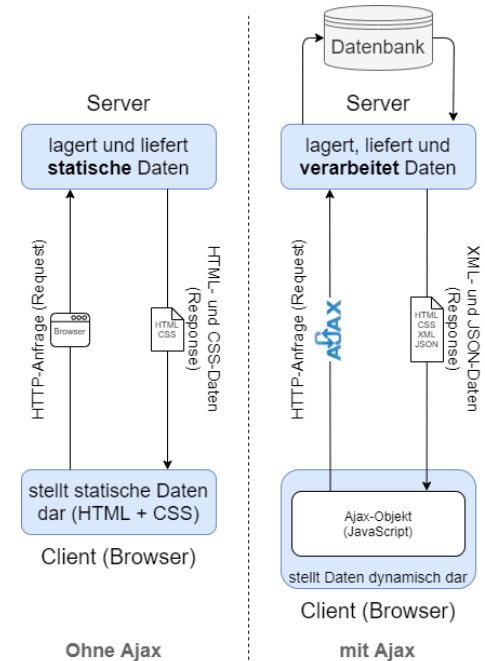 Server
lagert und liefert
statische Daten
HTTP-Anfrage (Request)
Browser
HTML
CSS
HTML- und CSS-Daten
(Response)
stellt statische Daten
dar (HTML + CSS)
Client (Browser)
Ohne Ajax
Datenbank
Server
lagert, liefert und
verarbeitet Daten
HTTP-Anfrage (Request)
AJAX
HTML
CSS
XML
JSON
XML- und JSON-Daten
(Response)
Ajax-Objekt
(JavaScript)
stellt Daten dynamisch dar
Client (Browser)
mit Ajax